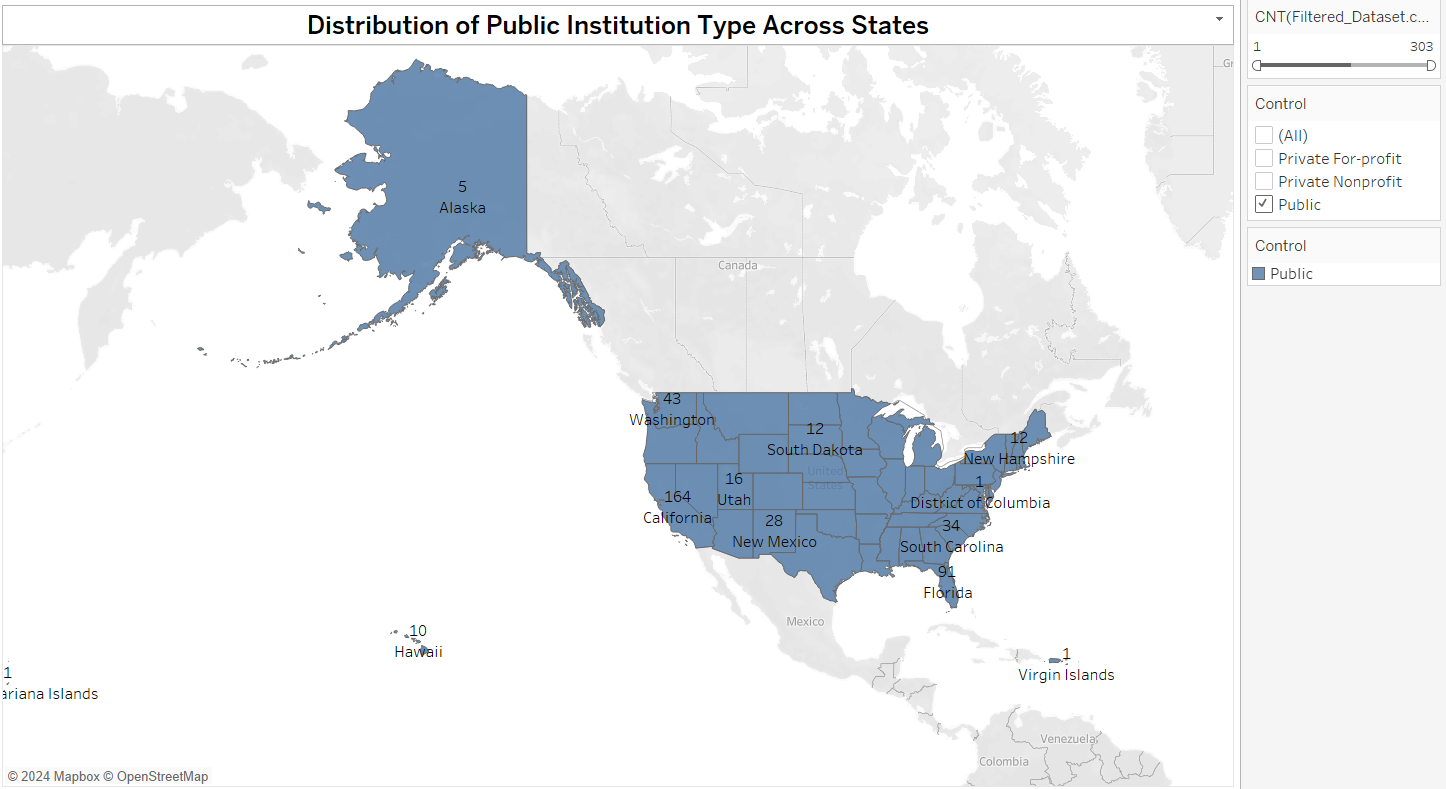 Distribution of Public Institution Type Across States
CNT(Filtered_Dataset.c...
1 303
Control
(All)
Private For-profit
Private Nonprofit
Public
Control
Public
Gr
5
Alaska
Canada
43
Washington
12
South Dakota
12
New Hampshire
United
States
16
Utah
1
District of Columbia
164
California
28
New Mexico
34
South Carolina
91
Florida
Mexico
10
Hawaii
1
Virgin Islands
1
ariana Islands
Venezuela
Colombia
© 2024 Mapbox © OpenStreetMap